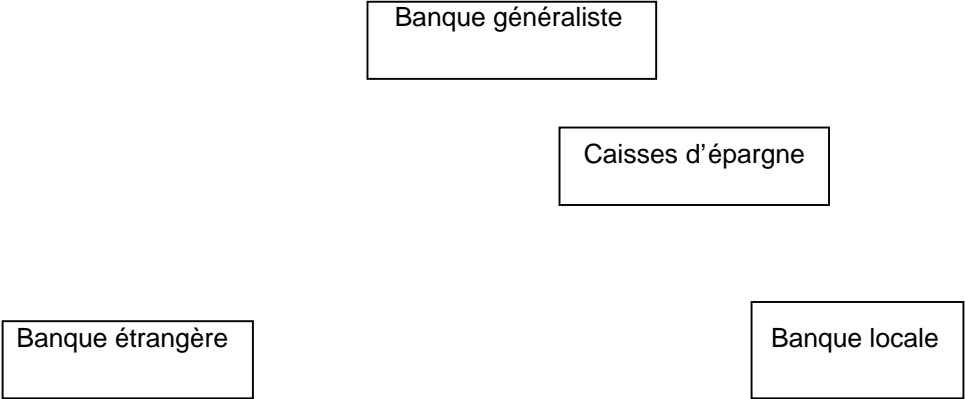 Banque généraliste
Caisses d’épargne
Banque étrangère
Banque locale